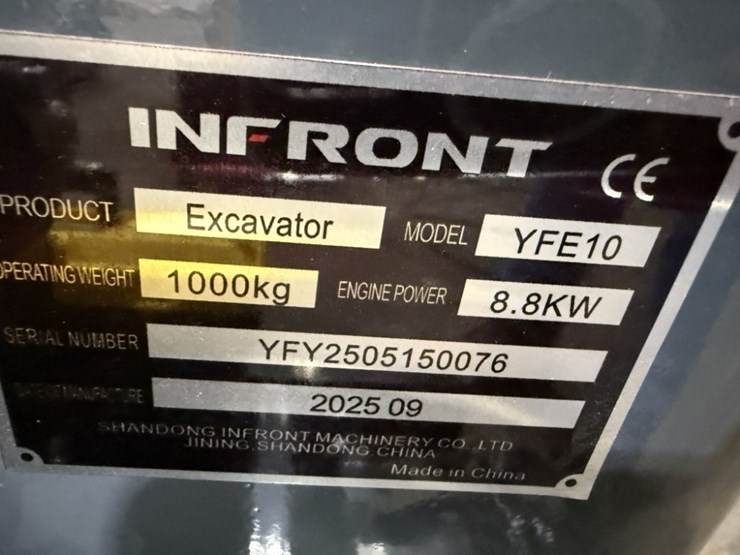 INFRONT
CE
PRODUCT Excavator MODEL YFE10
OPERATING WEIGHT 1000kg ENGINE POWER 8.8KW
SERIAL NUMBER YFY2505150076
2025 09
SHANDONG INFRONT MACHINERY CO .,LTD
JINING,SHANDONG.CHINA
Made in China